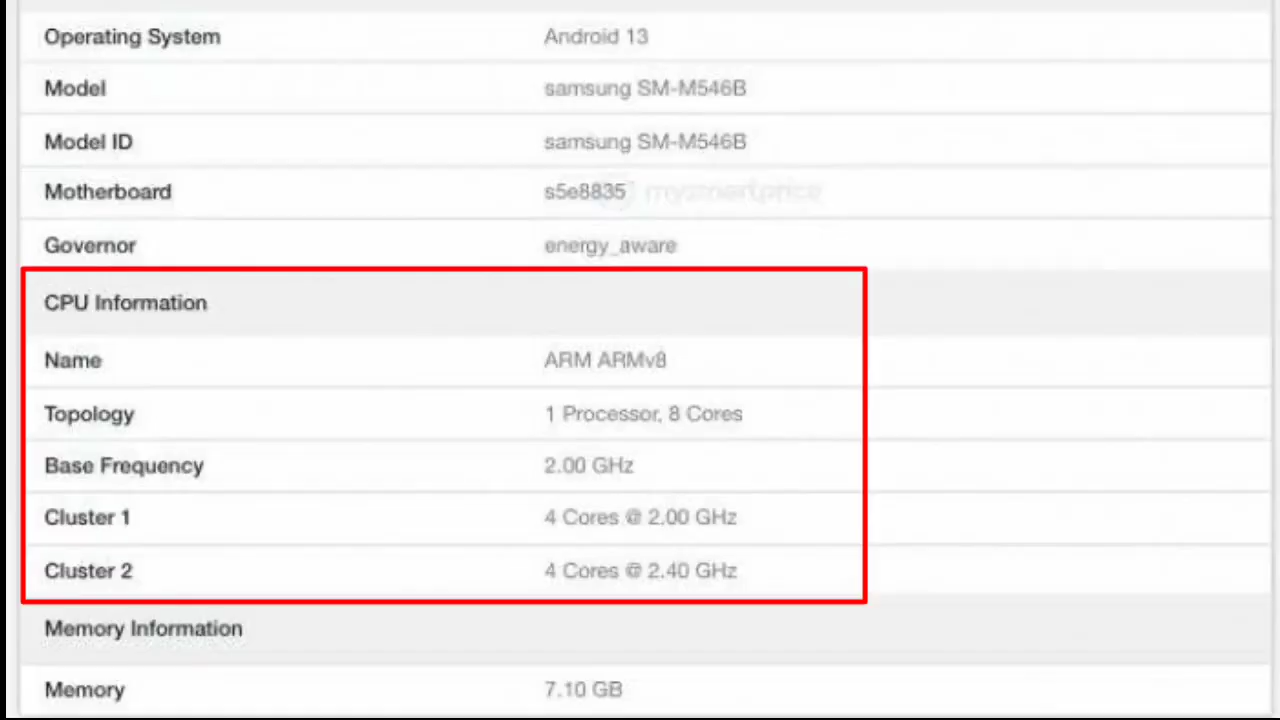 Operating System Android 13
Model samsung SM-M546B
Model ID samsung SM-M546B
Motherboard s5e8835 mysmartprice
Governor energy_aware
CPU Information
Name ARM ARMv8
Topology 1 Processor, 8 Cores
Base Frequency 2.00 GHz
Cluster 1 4 Cores @ 2.00 GHz
Cluster 2 4 Cores @ 2.40 GHz
Memory Information
Memory 7.10 GB